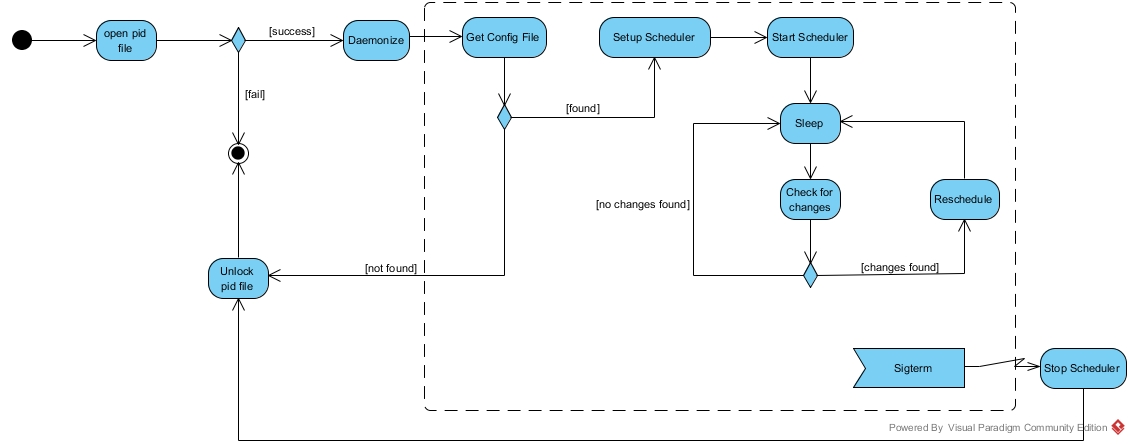 open pid
file
[success]
Daemonize
Get Config File
Setup Scheduler
Start Scheduler
[fail]
[found]
Sleep
[no changes found]
Check for
changes
Reschedule
Unlock
pid file
[not found]
[changes found]
Sigterm
Stop Scheduler
Powered By Visual Paradigm Community Edition